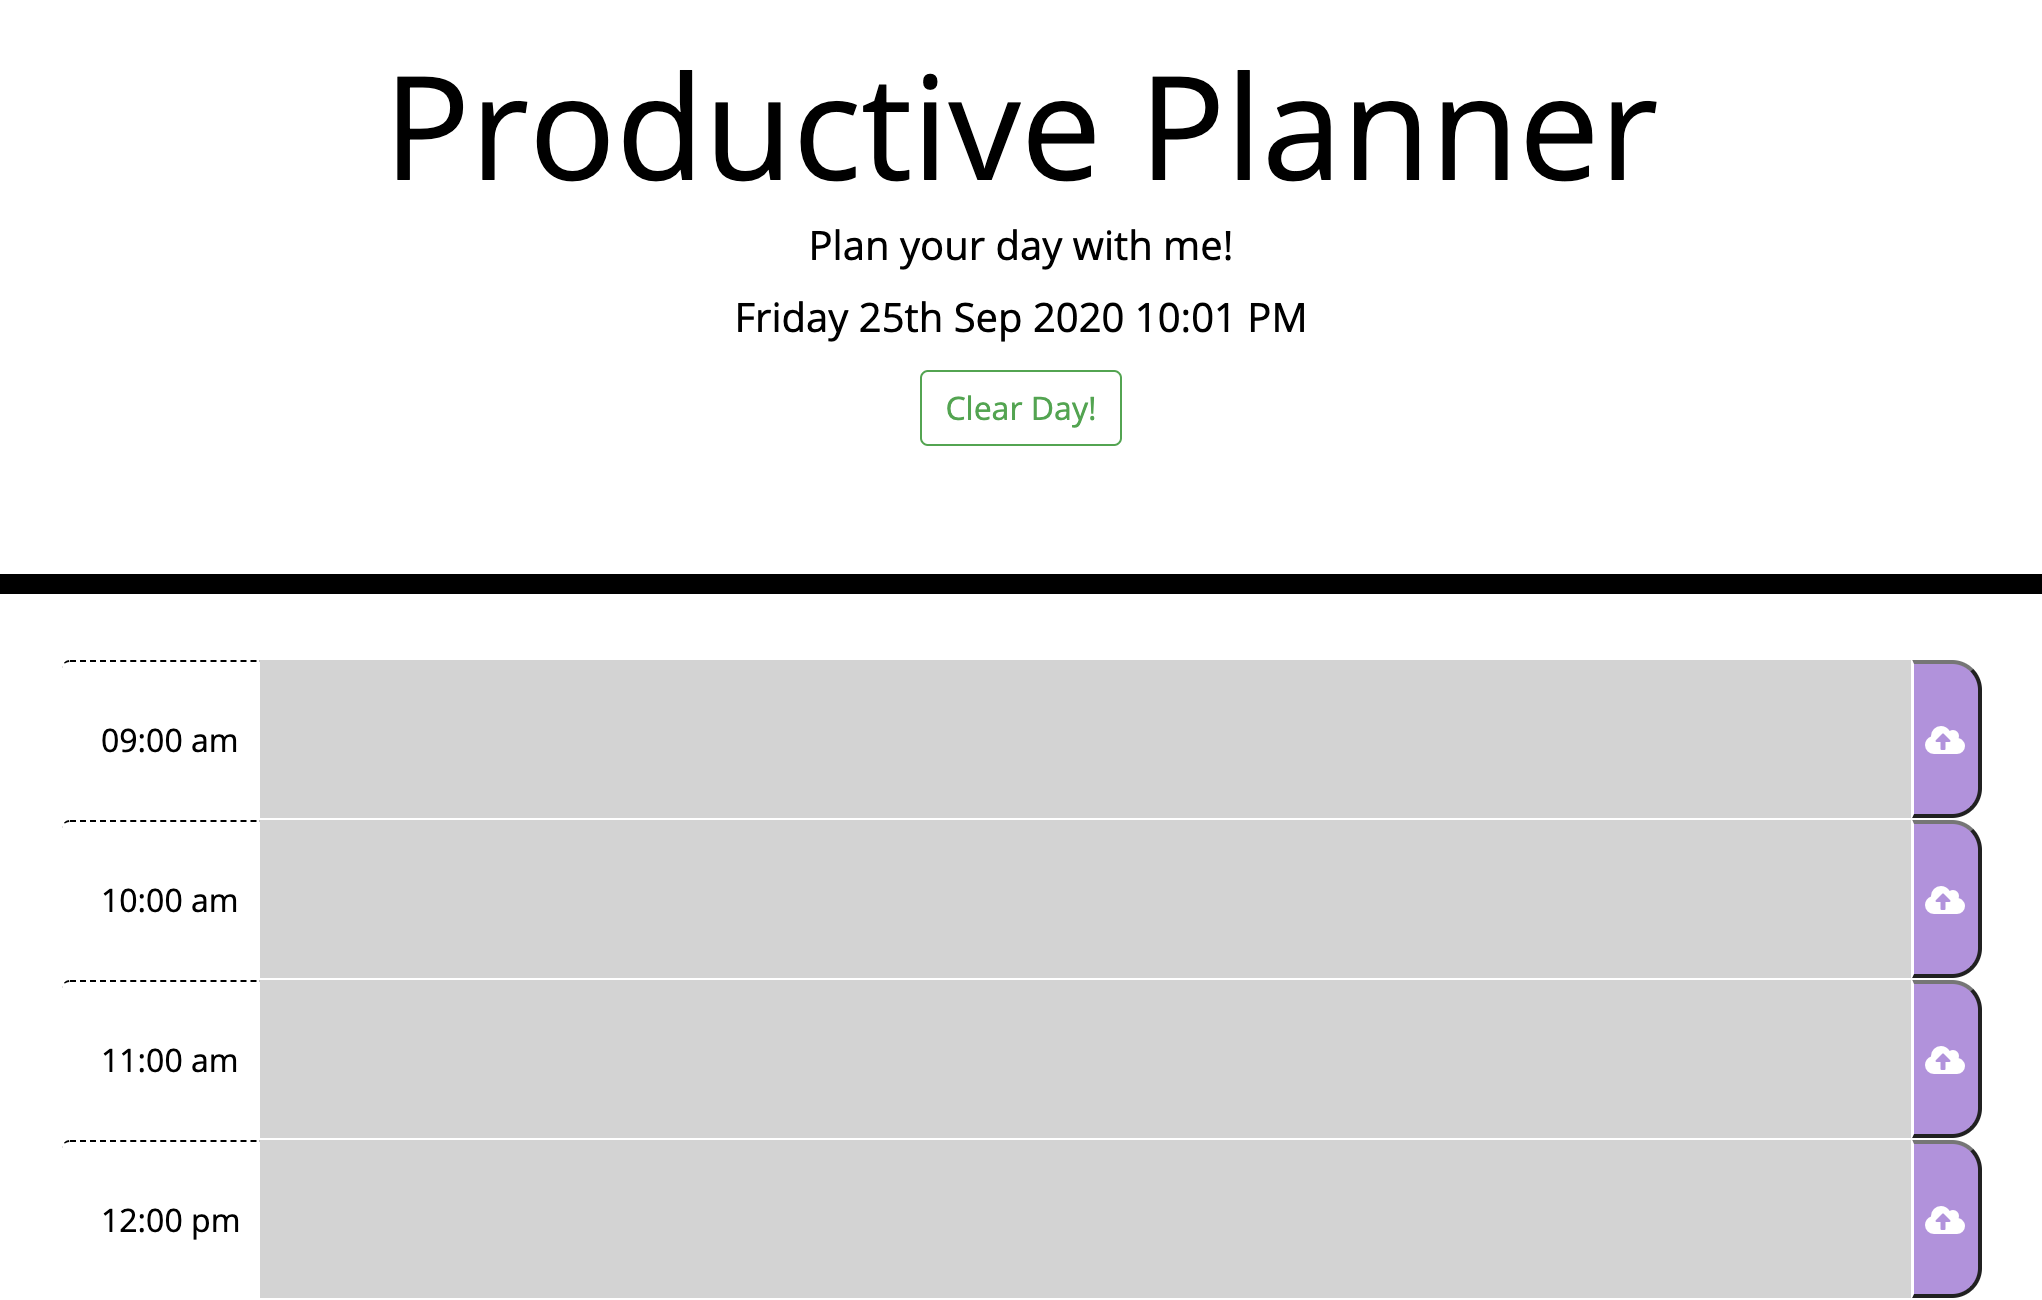 Productive Planner
Plan your day with me!
Friday 25th Sep 2020 10:01 PM
Clear Day!
09:00 am
10:00 am
11:00 am
12:00 pm